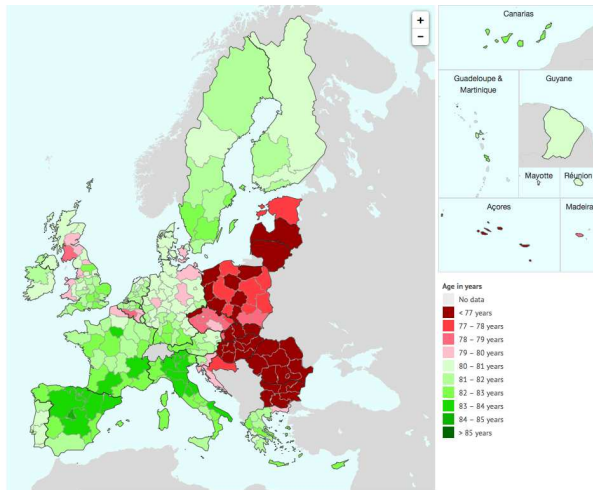 +
−
Canarias
Guadeloupe &
Martinique
Guyane
Mayotte
Réunion
Açores
Madeira
Age in years
No data
< 77 years
77 – 78 years
78 – 79 years
79 – 80 years
80 – 81 years
81 – 82 years
82 – 83 years
83 – 84 years
84 – 85 years
> 85 years